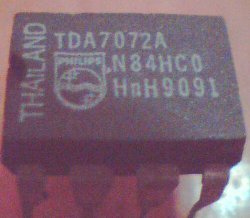 THAILAND
TDA7072A
PHILIPS
N84HC0
HnH9091